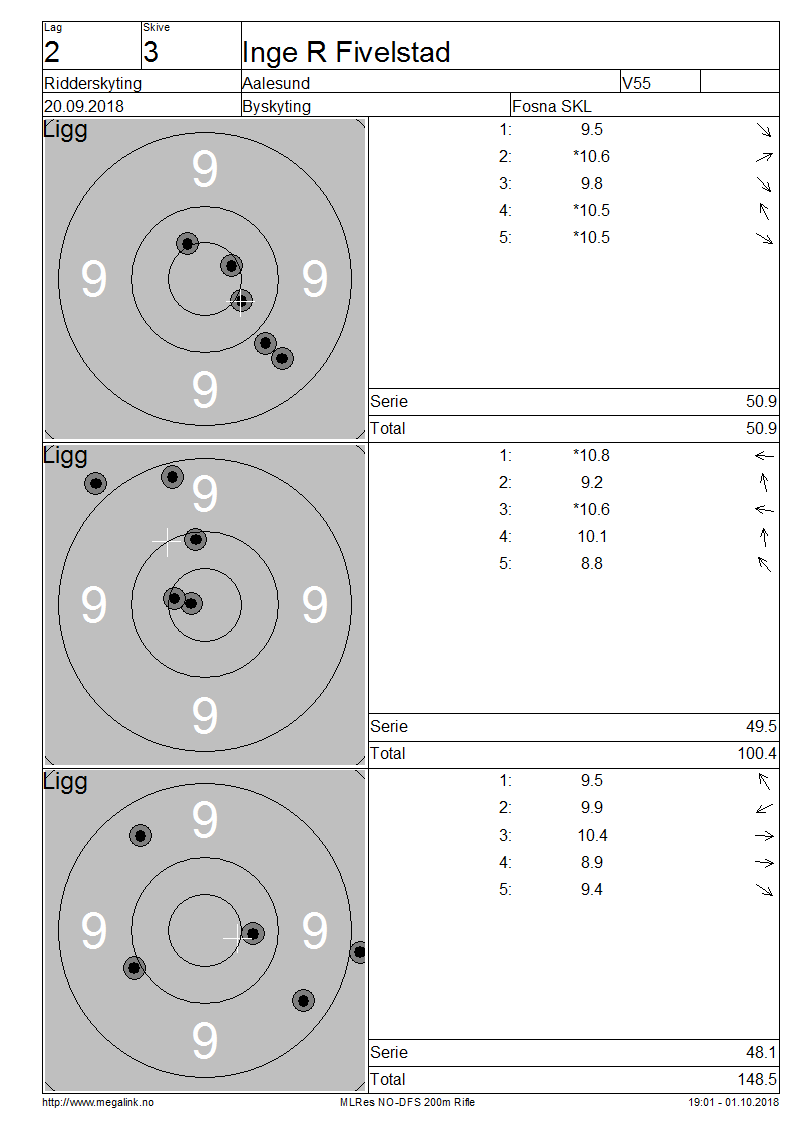 Lag Skive
2 3 Inge R Fivelstad
Ridderskyting Aalesund V55
20.09.2018 Byskyting Fosna SKL
Ligg
9
9 9
9
1: 9.5
2: *10.6
3: 9.8
4: *10.5
5: *10.5
Serie 50.9
Total 50.9
Ligg
9
9 9
9
1: *10.8
2: 9.2
3: *10.6
4: 10.1
5: 8.8
Serie 49.5
Total 100.4
Ligg
9
9 9
9
1: 9.5
2: 9.9
3: 10.4
4: 8.9
5: 9.4
Serie 48.1
Total 148.5
http://www.megalink.no MLRes NO-DFS 200m Rifle 19:01 - 01.10.2018